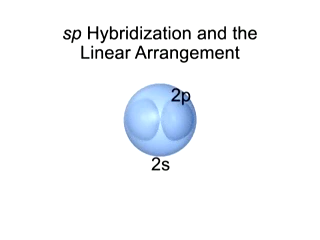 sp Hybridization and the
Linear Arrangement
2p
2s